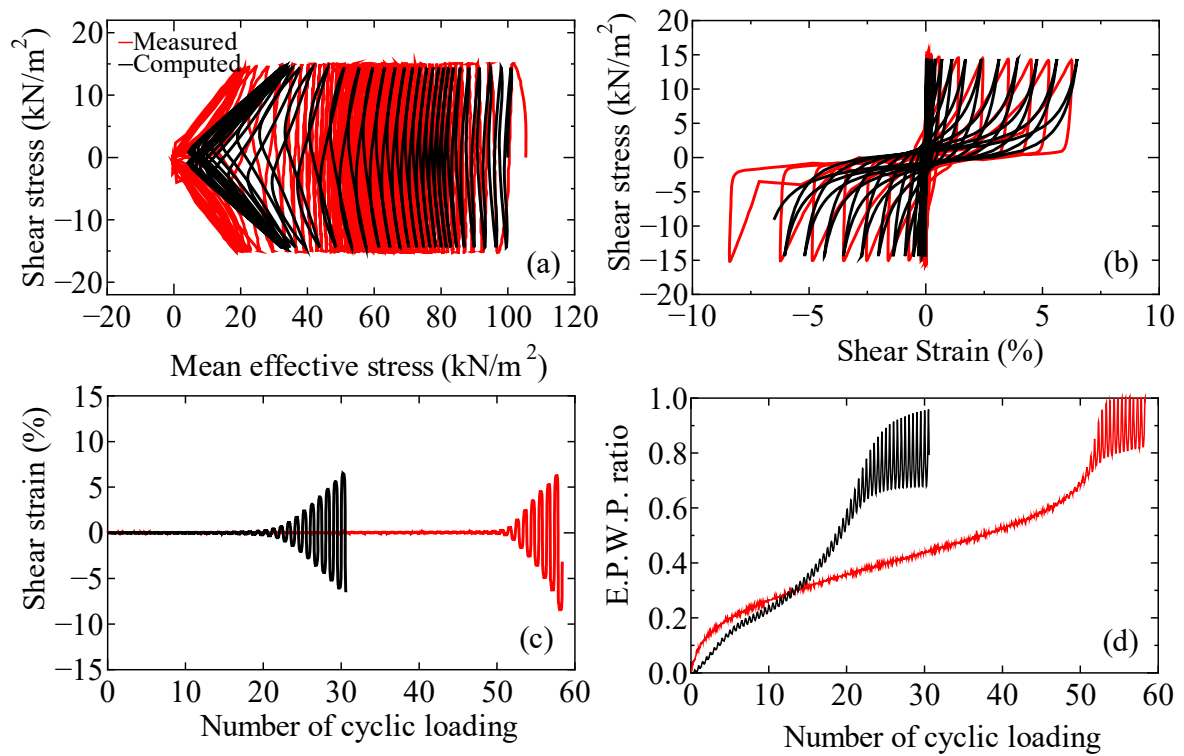 20
10
0
−10
−20
Shear stress (kN/m2)
Measured
Computed
(a)
−20 0 20 40 60 80 100 120
Mean effective stress (kN/m2)
20
15
10
5
0
−5
−10
−15
−20
Shear stress (kN/m2)
(b)
−10 −5 0 5 10
Shear Strain (%)
15
10
5
0
−5
−10
−15
Shear strain (%)
(c)
0 10 20 30 40 50 60
Number of cyclic loading
1.0
0.8
0.6
0.4
0.2
0.0
E.P.W.P. ratio
(d)
0 10 20 30 40 50 60
Number of cyclic loading